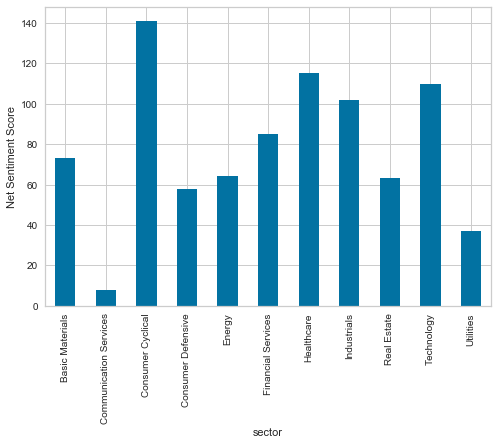 Net Sentiment Score
140
120
100
80
60
40
20
0
Basic Materials
Communication Services
Consumer Cyclical
Consumer Defensive
Energy
Financial Services
Healthcare
Industrials
Real Estate
Technology
Utilities
sector